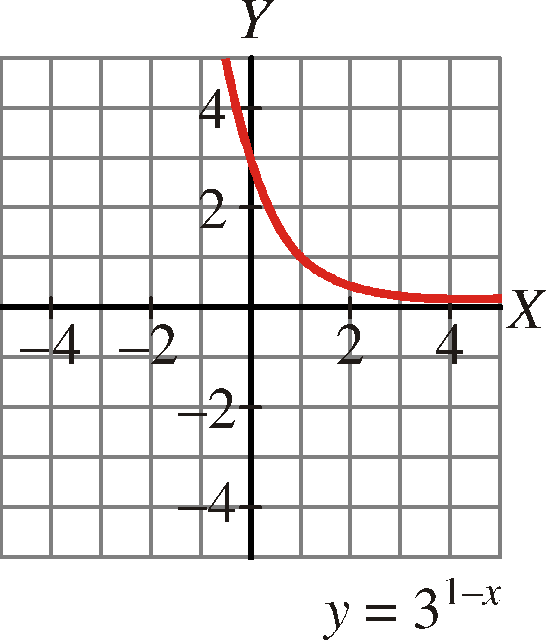 Y
4
2
–4 –2 2 4 X
–2
–4
y = 3^{1–x}